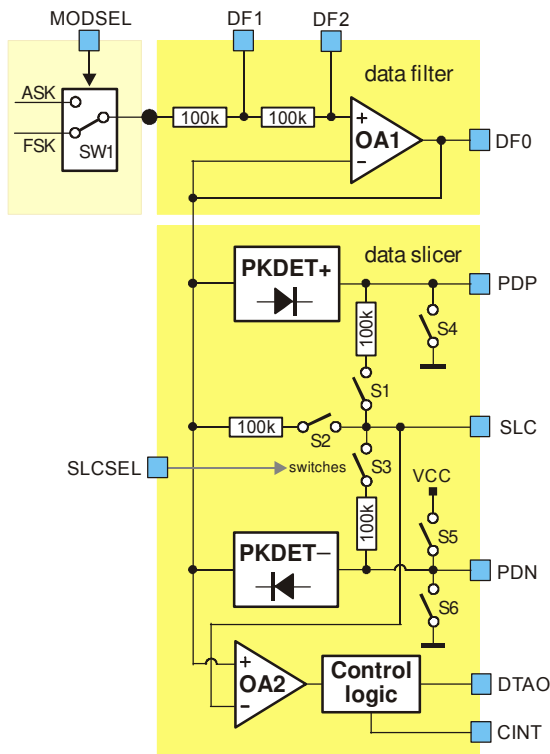 MODSEL
DF1
DF2
data filter
ASK
FSK
SW1
100k
100k
+
OA1
−
DF0
data slicer
PKDET+
PDP
100k
S4
S1
100k
S2
SLC
SLCSEL
switches
S3
VCC
100k
S5
PKDET−
PDN
S6
+
OA2
−
Control
logic
DTAO
CINT